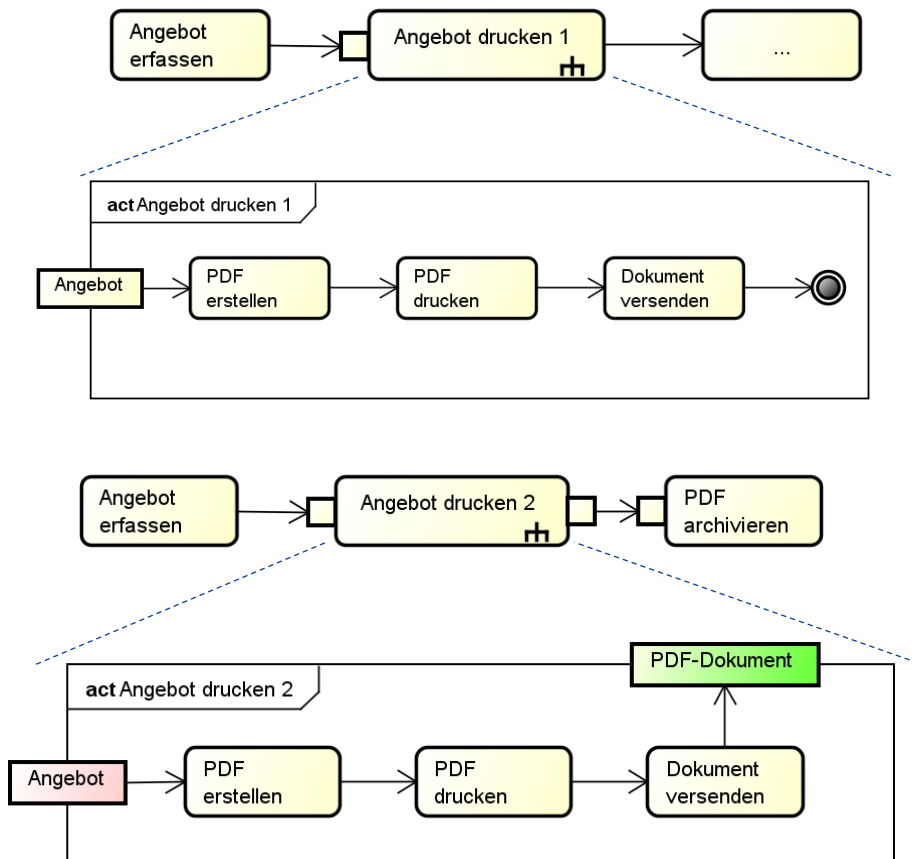 Angebot
erfassen
Angebot drucken 1
...
act Angebot drucken 1
Angebot
PDF
erstellen
PDF
drucken
Dokument
versenden
Angebot
erfassen
Angebot drucken 2
PDF
archivieren
PDF-Dokument
act Angebot drucken 2
Angebot
PDF
erstellen
PDF
drucken
Dokument
versenden